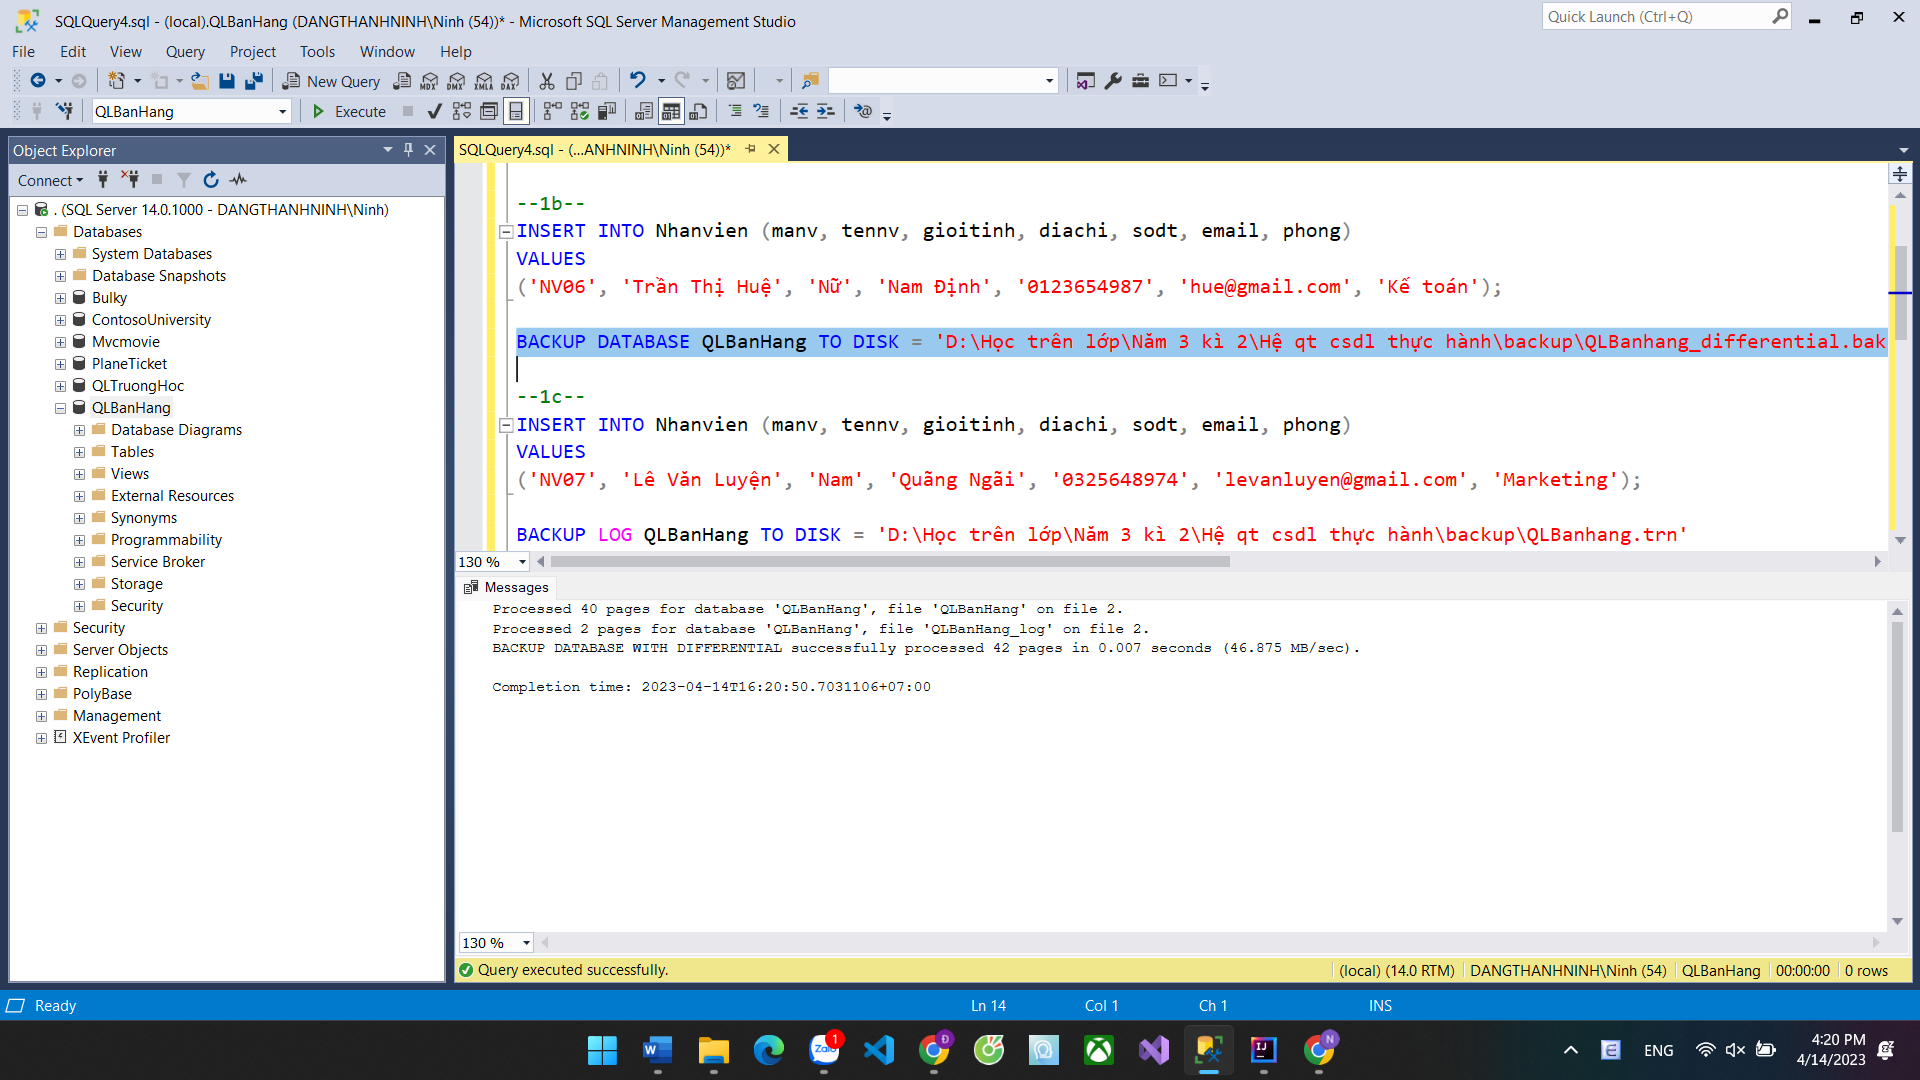 SQLQuery4.sql - (local).QLBanHang (DANGTHANHNINH\Ninh (54))* - Microsoft SQL Server Management Studio
Quick Launch (Ctrl+Q)
File Edit View Query Project Tools Window Help
New Query
MDX DMX XMLA DAX
QLBanHang
Execute
Object Explorer
Connect
. (SQL Server 14.0.1000 - DANGTHANHNINH\Ninh)
Databases
System Databases
Database Snapshots
Bulky
ContosoUniversity
Mvcmovie
PlaneTicket
QLTruongHoc
QLBanHang
Database Diagrams
Tables
Views
External Resources
Synonyms
Programmability
Service Broker
Storage
Security
Security
Server Objects
Replication
PolyBase
Management
XEvent Profiler
SQLQuery4.sql - (...ANHNINH\Ninh (54))*
--1b--
INSERT INTO Nhanvien (manv, tennv, gioitinh, diachi, sodt, email, phong)
VALUES
('NV06', 'Trần Thị Huệ', 'Nữ', 'Nam Định', '0123654987', 'hue@gmail.com', 'Kế toán');
BACKUP DATABASE QLBanHang TO DISK = 'D:\Học trên lớp\Năm 3 kì 2\Hệ qt csdl thực hành\backup\QLBanhang_differential.bak
--1c--
INSERT INTO Nhanvien (manv, tennv, gioitinh, diachi, sodt, email, phong)
VALUES
('NV07', 'Lê Văn Luyện', 'Nam', 'Quãng Ngãi', '0325648974', 'levanluyen@gmail.com', 'Marketing');
BACKUP LOG QLBanHang TO DISK = 'D:\Học trên lớp\Năm 3 kì 2\Hệ qt csdl thực hành\backup\QLBanhang.trn'
130 %
Messages
Processed 40 pages for database 'QLBanHang', file 'QLBanHang' on file 2.
Processed 2 pages for database 'QLBanHang', file 'QLBanHang_log' on file 2.
BACKUP DATABASE WITH DIFFERENTIAL successfully processed 42 pages in 0.007 seconds (46.875 MB/sec).
Completion time: 2023-04-14T16:20:50.7031106+07:00
130 %
Query executed successfully.
(local) (14.0 RTM) DANGTHANHNINH\Ninh (54) QLBanHang 00:00:00 0 rows
Ready Ln 14 Col 1 Ch 1 INS
Zalo 1
ENG
4:20 PM
4/14/2023